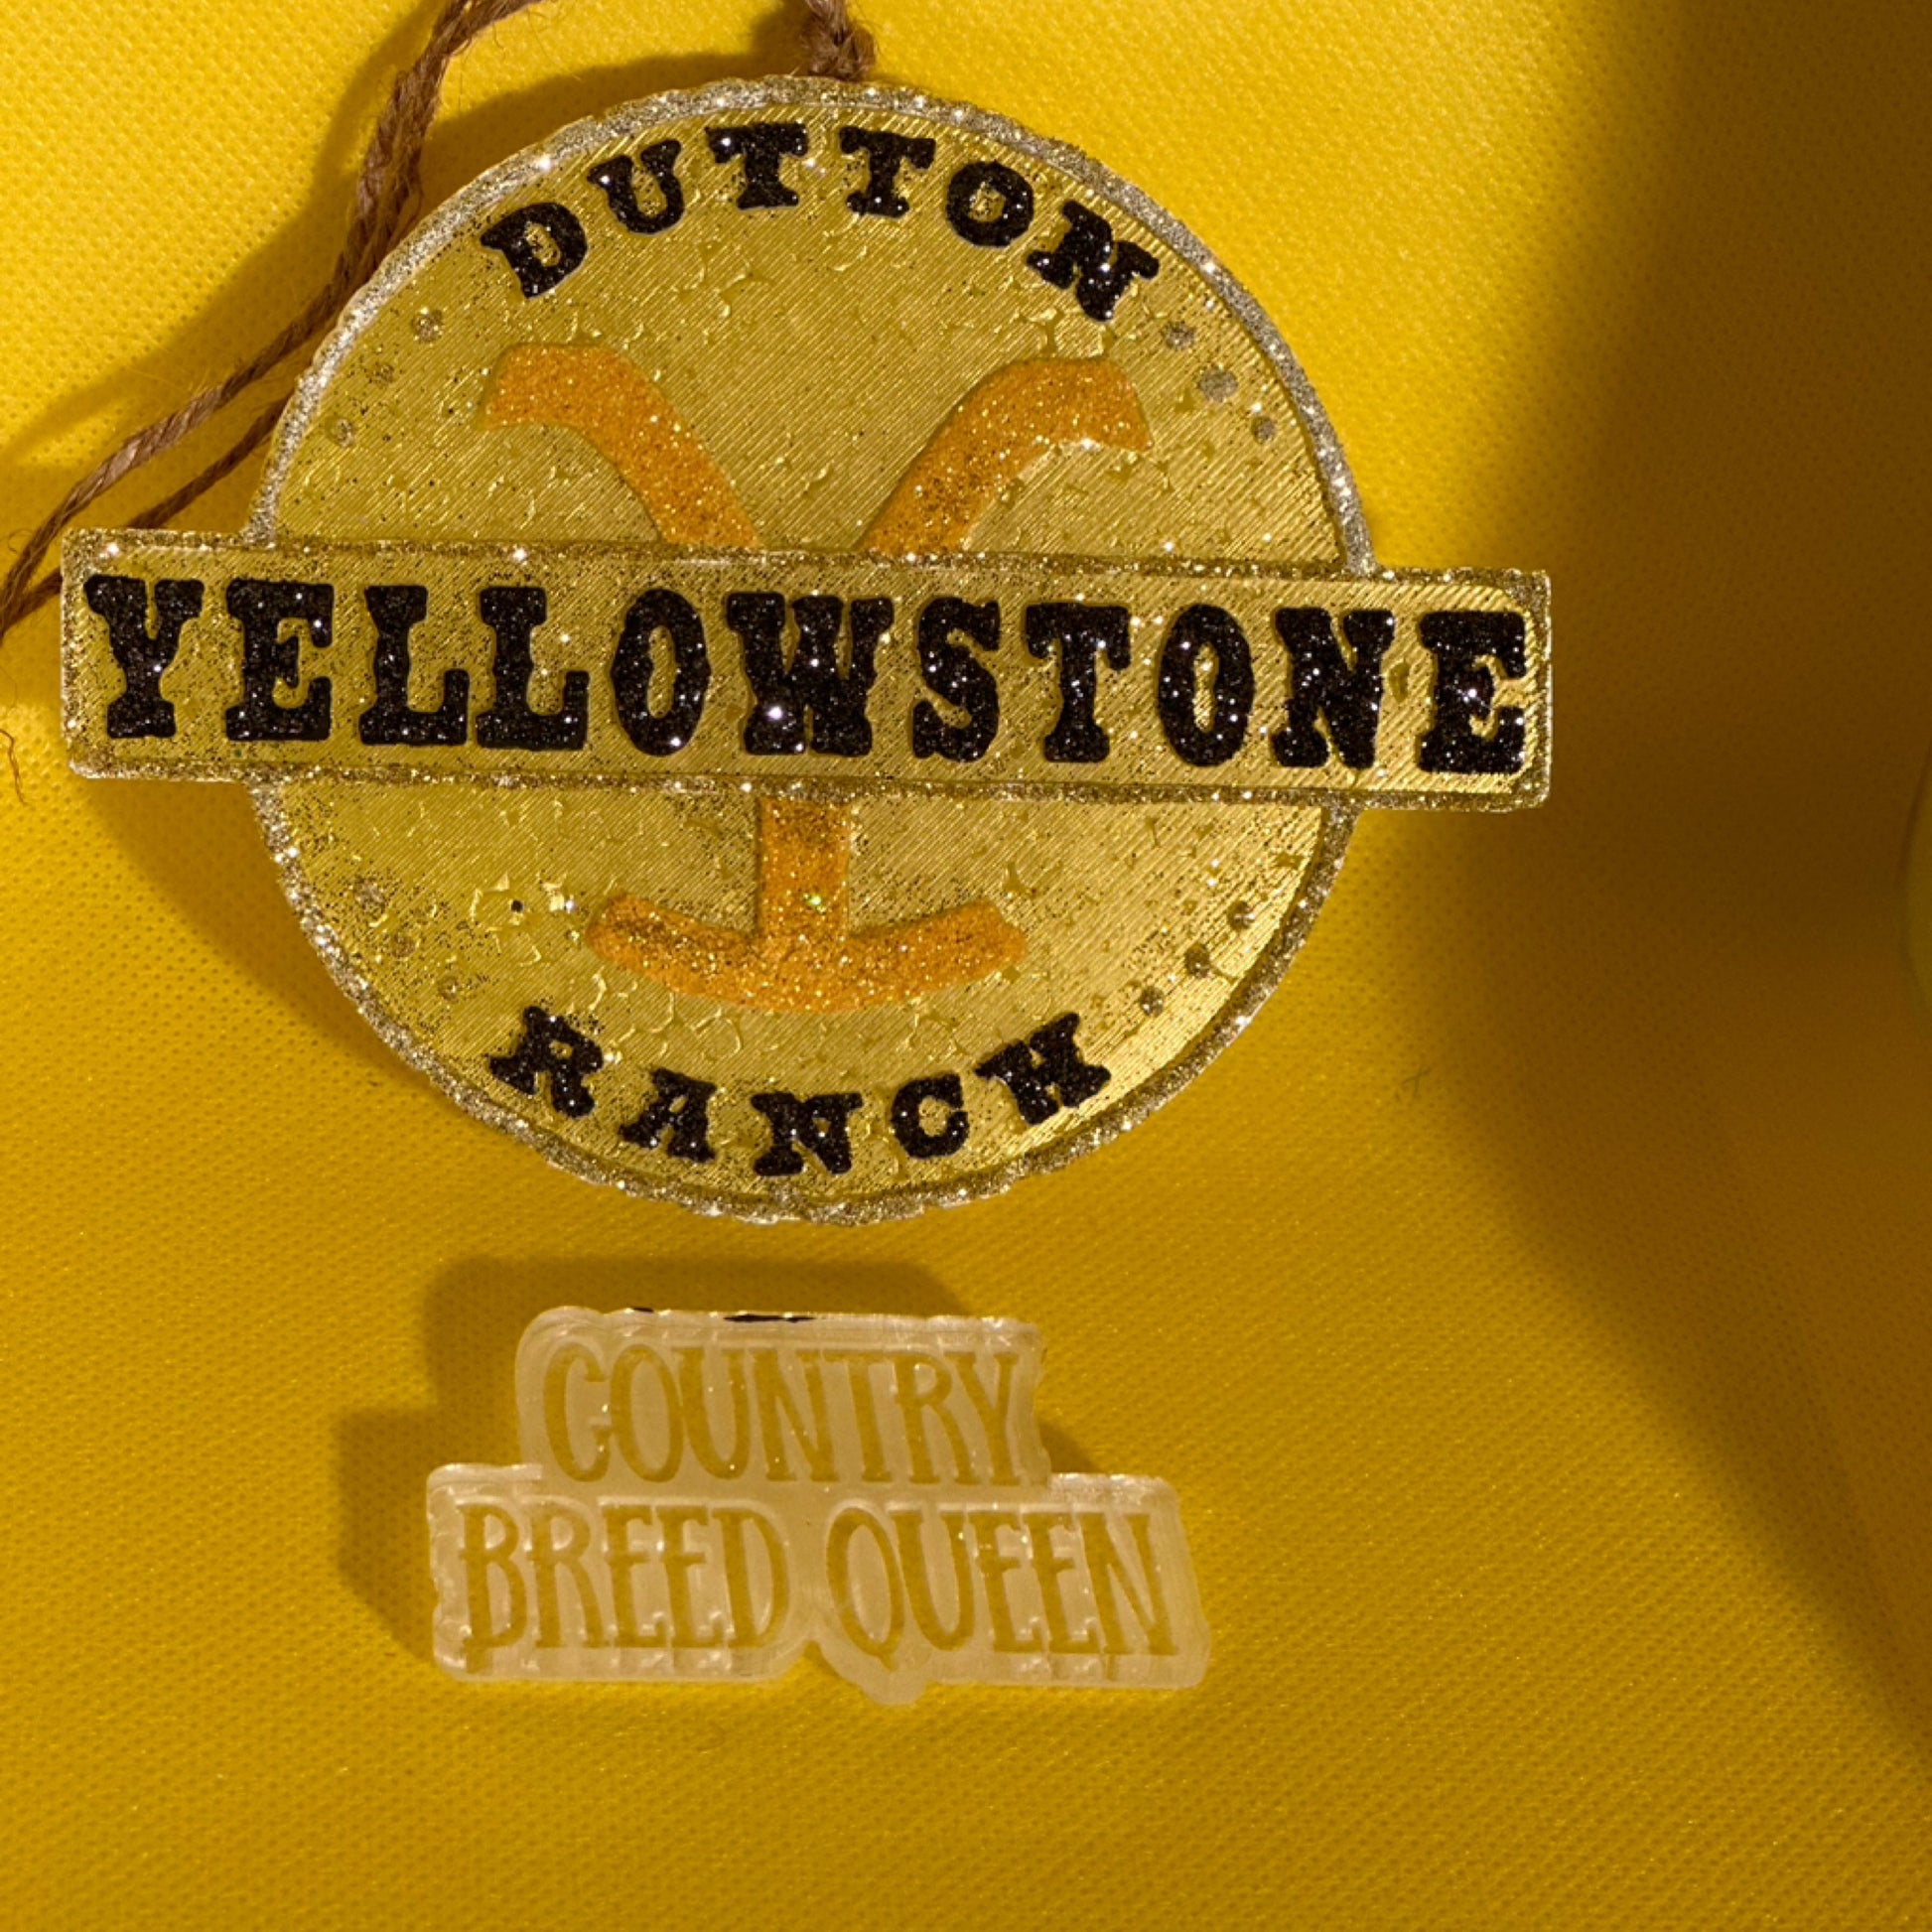 DUTTON
YELLOWSTONE
RANCH
COUNTRY
BREED QUEEN